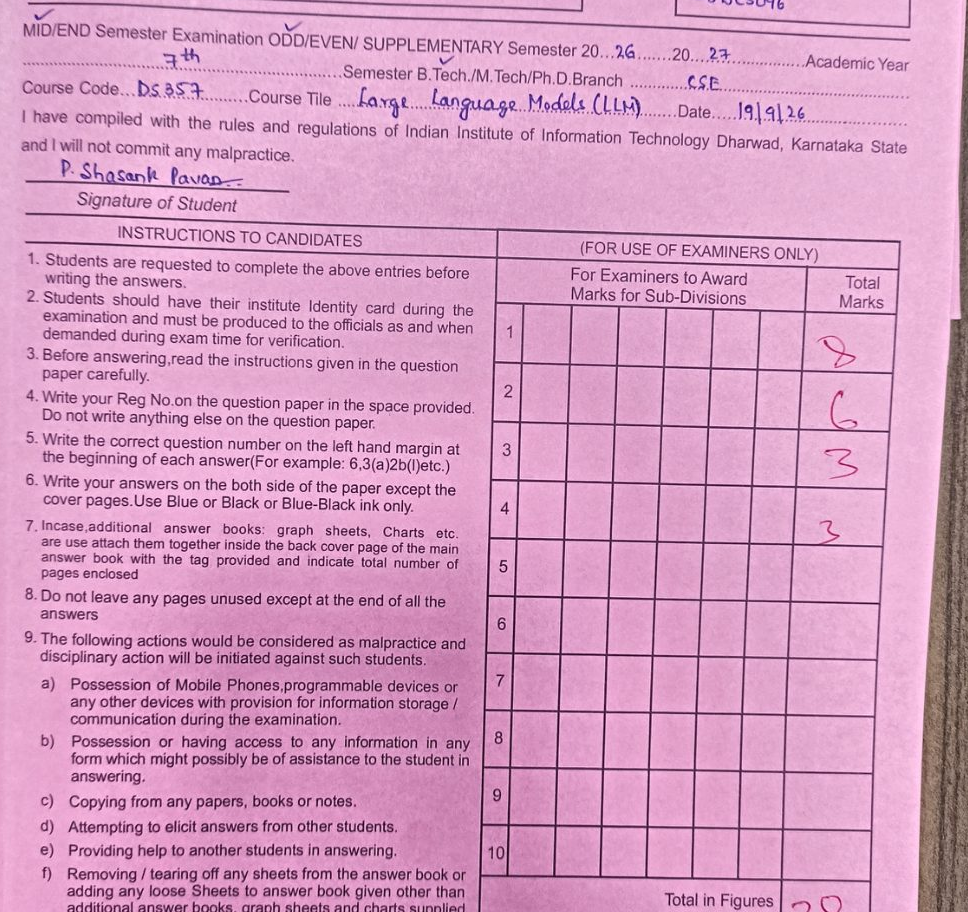 MID/END Semester Examination ODD/EVEN/ SUPPLEMENTARY Semester 20...26.......20...27...............Academic Year
7th Semester B.Tech./M.Tech/Ph.D.Branch CSE
Course Code...DS357..........Course Tile ....Large Language Models (LLM)........Date.....19/9/26
I have compiled with the rules and regulations of Indian Institute of Information Technology Dharwad, Karnataka State
and I will not commit any malpractice.
P. Shasank Pavan
Signature of Student
INSTRUCTIONS TO CANDIDATES
1. Students are requested to complete the above entries before
writing the answers.
2. Students should have their institute Identity card during the
examination and must be produced to the officials as and when
demanded during exam time for verification.
3. Before answering,read the instructions given in the question
paper carefully.
4. Write your Reg No.on the question paper in the space provided.
Do not write anything else on the question paper.
5. Write the correct question number on the left hand margin at
the beginning of each answer(For example: 6,3(a)2b(l)etc.)
6. Write your answers on the both side of the paper except the
cover pages.Use Blue or Black or Blue-Black ink only.
7. Incase,additional answer books: graph sheets, Charts etc.
are use attach them together inside the back cover page of the main
answer book with the tag provided and indicate total number of
pages enclosed
8. Do not leave any pages unused except at the end of all the
answers
9. The following actions would be considered as malpractice and
disciplinary action will be initiated against such students.
a) Possession of Mobile Phones,programmable devices or
any other devices with provision for information storage /
communication during the examination.
b) Possession or having access to any information in any
form which might possibly be of assistance to the student in
answering.
c) Copying from any papers, books or notes.
d) Attempting to elicit answers from other students.
e) Providing help to another students in answering.
f) Removing / tearing off any sheets from the answer book or
adding any loose Sheets to answer book given other than
additional answer books, graph sheets and charts supplied
(FOR USE OF EXAMINERS ONLY)
For Examiners to Award
Marks for Sub-Divisions
Total
Marks
1 8
2 6
3 3
4 3
5
6
7
8
9
10
Total in Figures 20